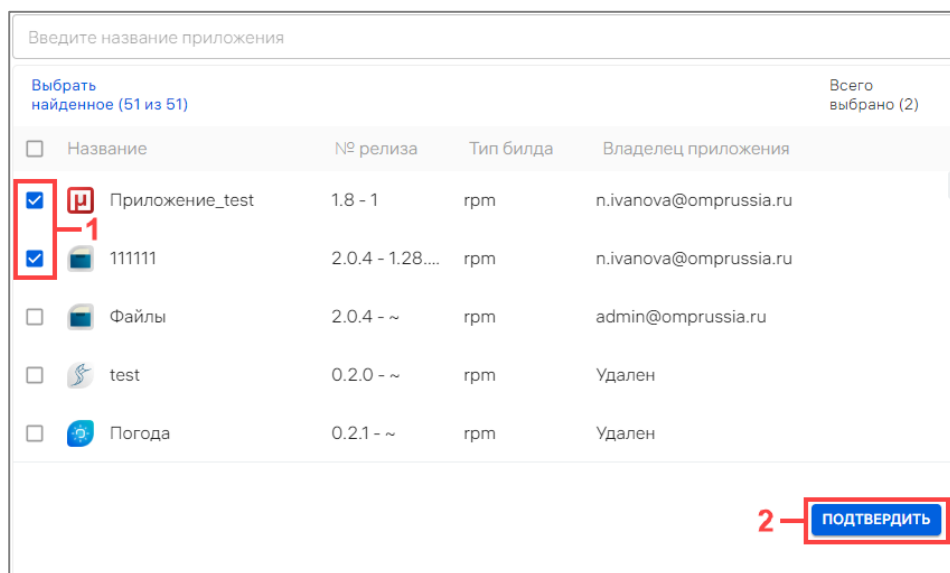 Введите название приложения
Выбрать
найденное (51 из 51)
Всего
выбрано (2)
Название № релиза Тип билда Владелец приложения
Приложение_test 1.8 - 1 rpm n.ivanova@omprussia.ru
1
111111 2.0.4 - 1.28.... rpm n.ivanova@omprussia.ru
Файлы 2.0.4 - ~ rpm admin@omprussia.ru
test 0.2.0 - ~ rpm Удален
Погода 0.2.1 - ~ rpm Удален
2 ПОДТВЕРДИТЬ